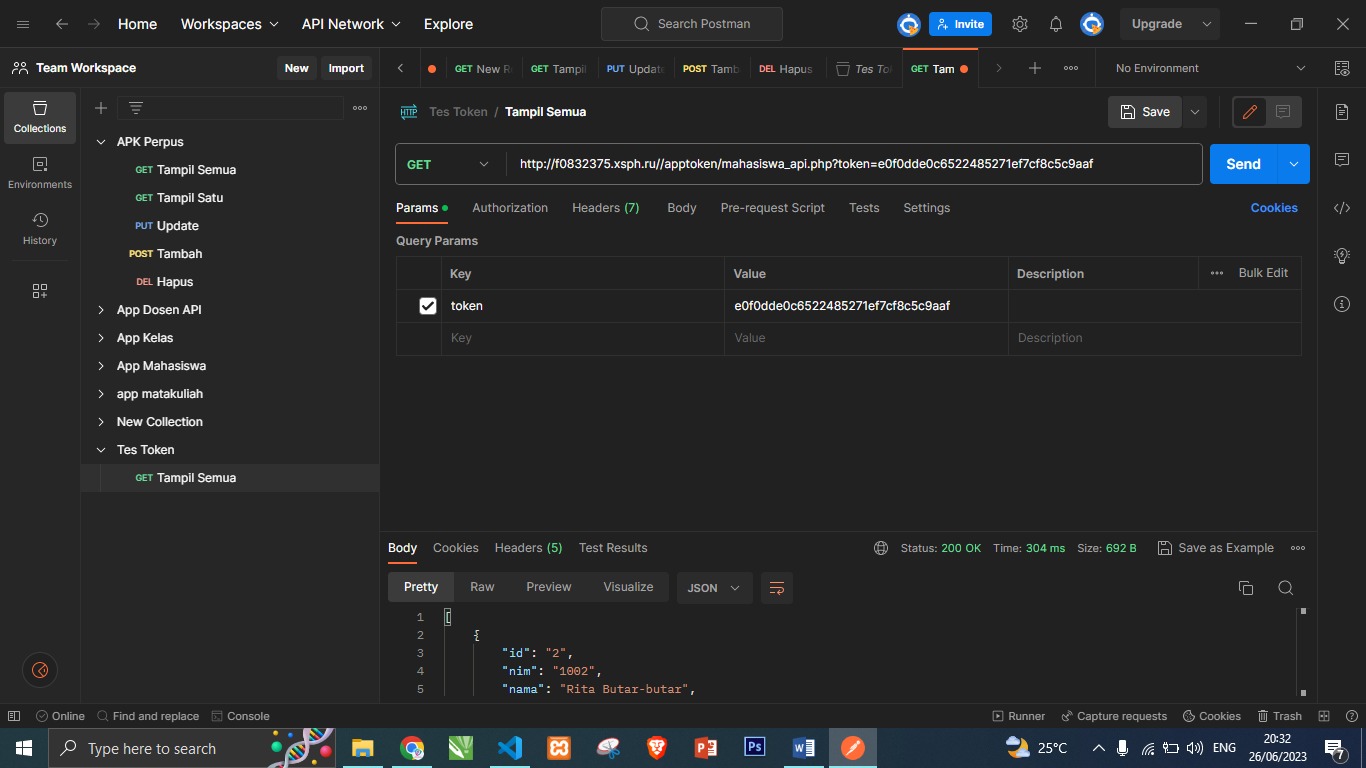 Home Workspaces API Network Explore Search Postman Invite Upgrade
Team Workspace New Import GET New R GET Tampil PUT Update POST Tamb DEL Hapus Tes To GET Tam No Environment
Collections
Environments
History
APK Perpus
GET Tampil Semua
GET Tampil Satu
PUT Update
POST Tambah
DEL Hapus
App Dosen API
App Kelas
App Mahasiswa
app matakuliah
New Collection
Tes Token
GET Tampil Semua
HTTP Tes Token / Tampil Semua Save
GET http://f0832375.xsph.ru//apptoken/mahasiswa_api.php?token=e0f0dde0c6522485271ef7cf8c5c9aaf Send
Params Authorization Headers (7) Body Pre-request Script Tests Settings Cookies
Query Params
Key Value Description Bulk Edit
token e0f0dde0c6522485271ef7cf8c5c9aaf
Key Value Description
Body Cookies Headers (5) Test Results Status: 200 OK Time: 304 ms Size: 692 B Save as Example
Pretty Raw Preview Visualize JSON
1 [
2 {
3 "id": "2",
4 "nim": "1002",
5 "nama": "Rita Butar-butar",
Online Find and replace Console Runner Capture requests Cookies Trash
Type here to search 25°C ENG 20:32
26/06/2023 7